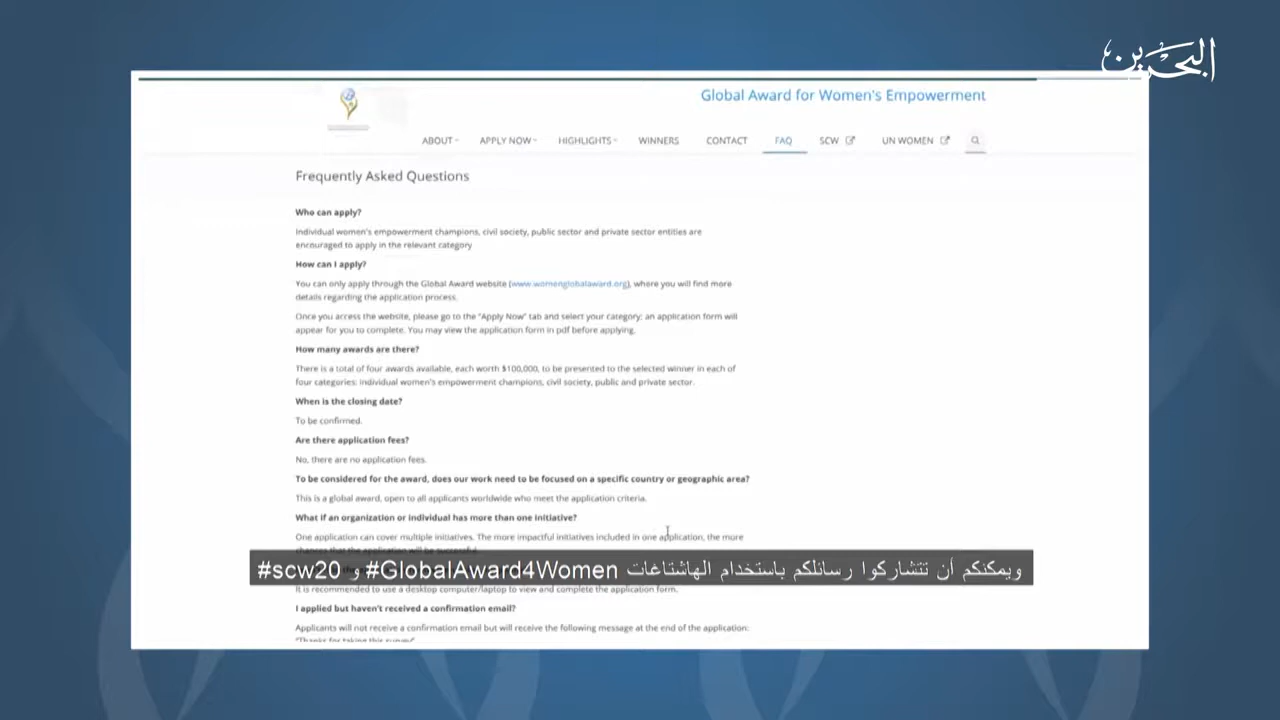 البحرين
Global Award for Women's Empowerment
ABOUT APPLY NOW HIGHLIGHTS WINNERS CONTACT FAQ SCW UN WOMEN
Frequently Asked Questions
Who can apply?
Individual women's empowerment champions, civil society, public sector and private sector entities are
encouraged to apply in the relevant category
How can I apply?
You can only apply through the Global Award website (www.womenglobalaward.org), where you will find more
details regarding the application process.
Once you access the website, please go to the "Apply Now" tab and select your category; an application form will
appear for you to complete. You may view the application form in pdf before applying.
How many awards are there?
There is a total of four awards available, each worth $100,000, to be presented to the selected winner in each of
four categories: individual women's empowerment champions, civil society, public and private sector.
When is the closing date?
To be confirmed.
Are there application fees?
No, there are no application fees.
To be considered for the award, does our work need to be focused on a specific country or geographic area?
This is a global award, open to all applicants worldwide who meet the application criteria.
What if an organization or individual has more than one initiative?
One application can cover multiple initiatives. The more impactful initiatives included in one application, the more
chances that the application will be successful.
ويمكنكم أن تتشاركوا رسائلكم باستخدام الهاشتاغات #GlobalAward4Women و #scw20
It is recommended to use a desktop computer/laptop to view and complete the application form.
I applied but haven't received a confirmation email?
Applicants will not receive a confirmation email but will receive the following message at the end of the application:
"Thanks for taking this survey"